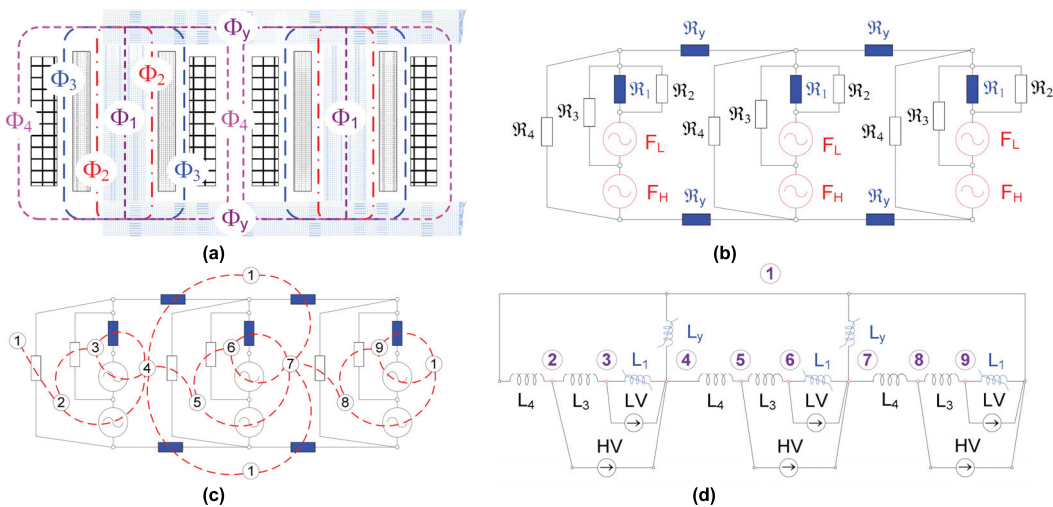 Φy Φy
Φ3 Φ2
Φ4 Φ1 Φ4 Φ1
Φ2 Φ3
Φy Φy
(a)
ℜy ℜy
ℜ1 ℜ2 ℜ1 ℜ2 ℜ1 ℜ2
ℜ3 ℜ3 ℜ3
ℜ4 ℜ4 ℜ4
FL FL FL
FH FH FH
ℜy ℜy
(b)
1
1
3 6 9
4 7 1
2 5 8
1
(c)
1
Ly Ly
2 3 L1 4 5 6 L1 7 8 9 L1
L4 L3 LV L4 L3 LV L4 L3 LV
HV HV HV
(d)